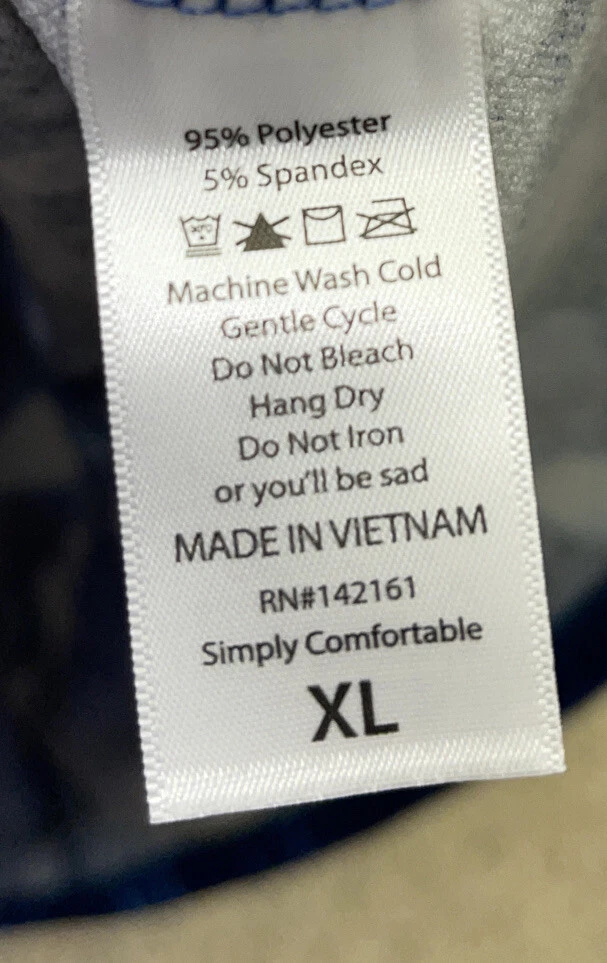 95% Polyester
5% Spandex
Machine Wash Cold
Gentle Cycle
Do Not Bleach
Hang Dry
Do Not Iron
or you'll be sad
MADE IN VIETNAM
RN#142161
Simply Comfortable
XL